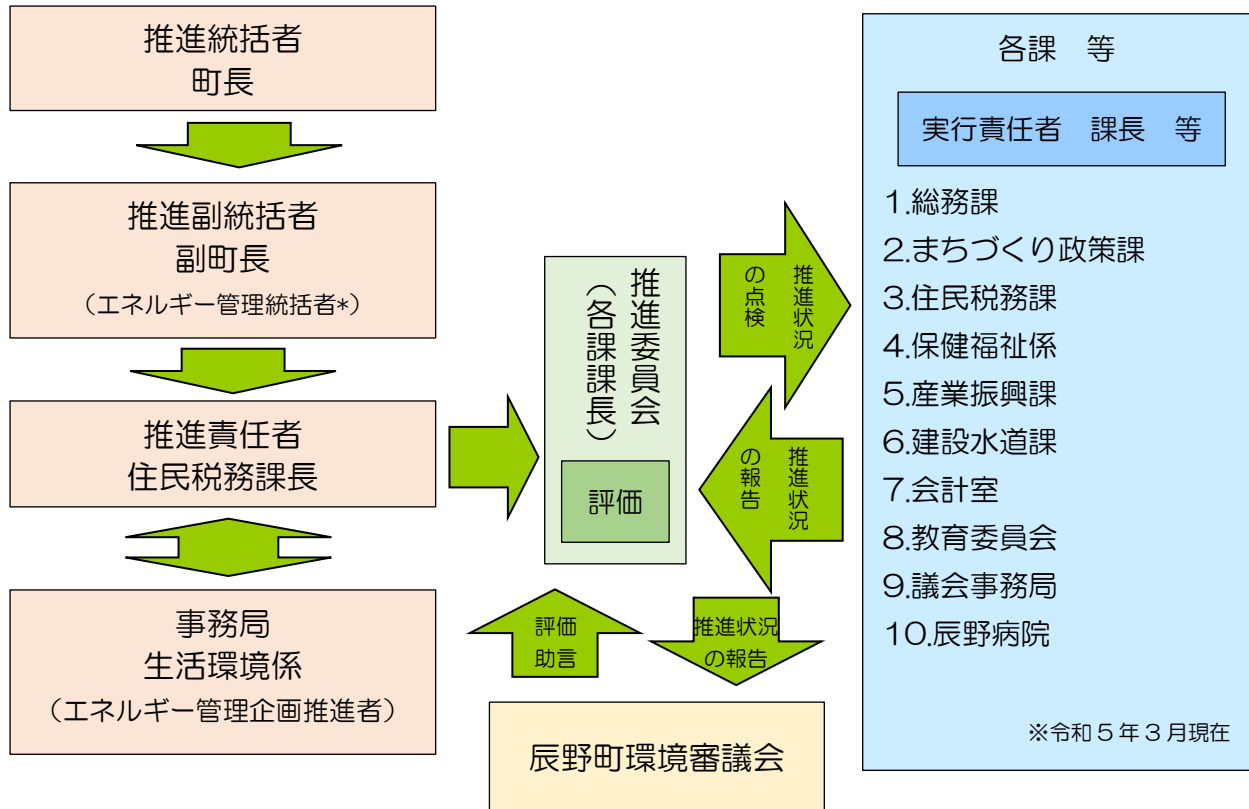 推進統括者
町長
推進副統括者
副町長
（エネルギー管理統括者*）
推進責任者
住民税務課長
事務局
生活環境係
（エネルギー管理企画推進者）
推進委員会
（各課課長）
評価
推進状況
の点検
推進状況
の報告
評価
助言
推進状況
の報告
辰野町環境審議会
各課　等
実行責任者　課長　等
1.総務課
2.まちづくり政策課
3.住民税務課
4.保健福祉係
5.産業振興課
6.建設水道課
7.会計室
8.教育委員会
9.議会事務局
10.辰野病院
※令和５年３月現在